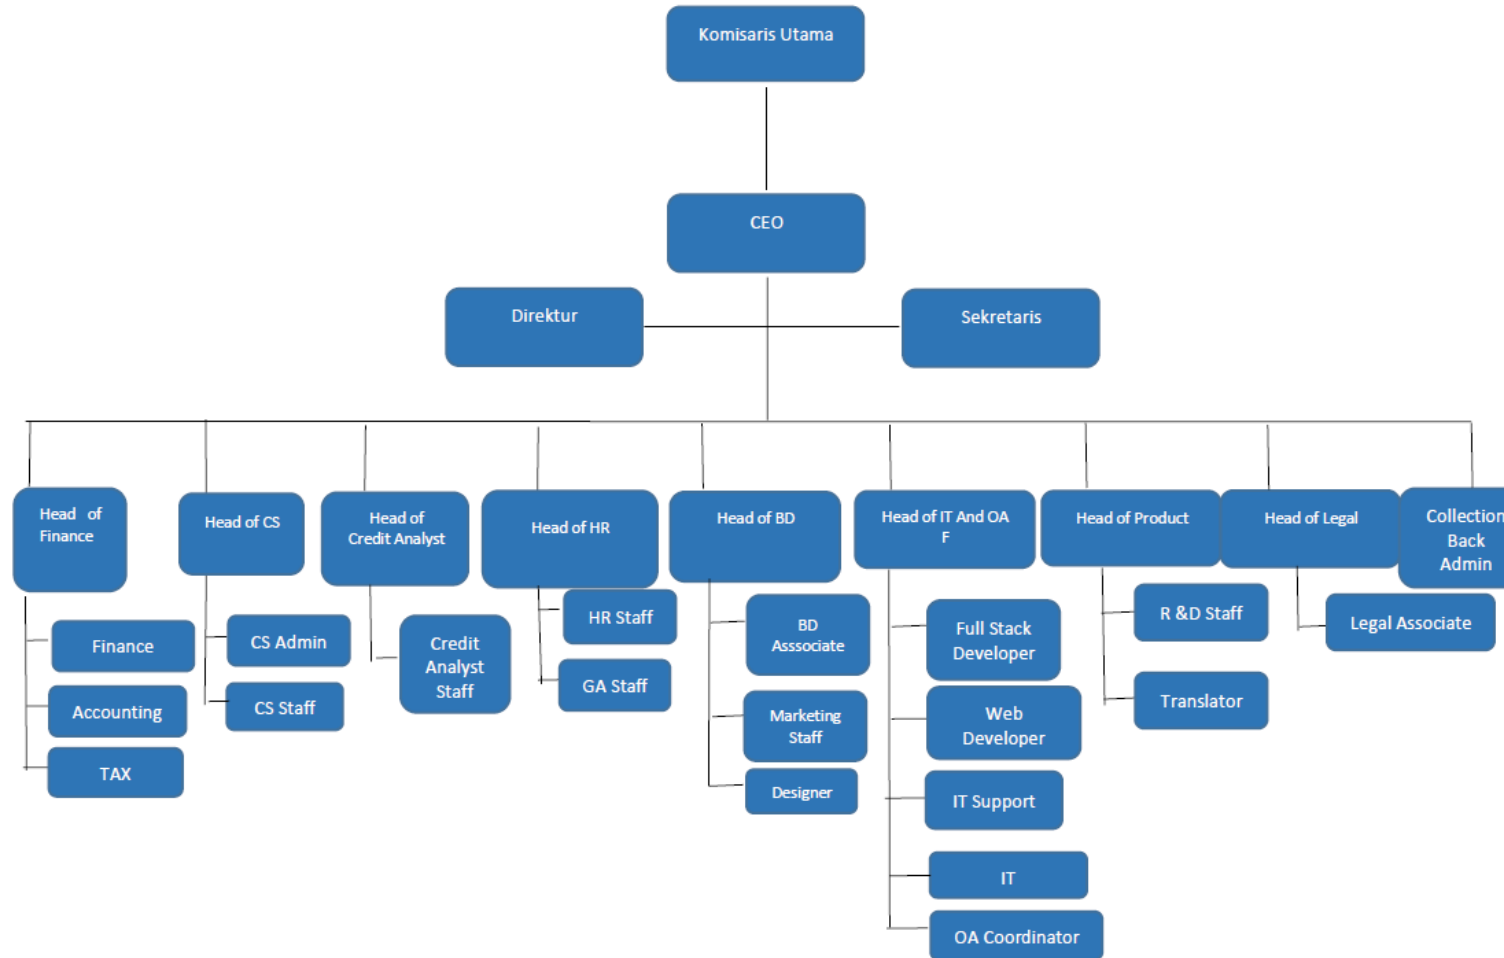 Komisaris Utama
CEO
Direktur
Sekretaris
Head of
Finance
Head of CS
Head of
Credit Analyst
Head of HR
Head of BD
Head of IT And OA
F
Head of Product
Head of Legal
Collection
Back
Admin
Finance
Accounting
TAX
CS Admin
CS Staff
Credit
Analyst
Staff
HR Staff
GA Staff
BD
Asssociate
Marketing
Staff
Designer
Full Stack
Developer
Web
Developer
IT Support
IT
OA Coordinator
R &D Staff
Translator
Legal Associate